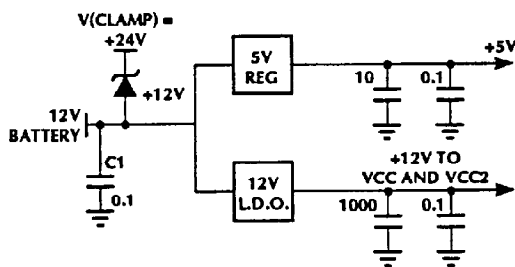 V(CLAMP) =
+24V
+12V
12V
BATTERY
C1
0.1
5V
REG
10
0.1
+5V
12V
L.D.O.
+12V TO
VCC AND VCC2
1000
0.1